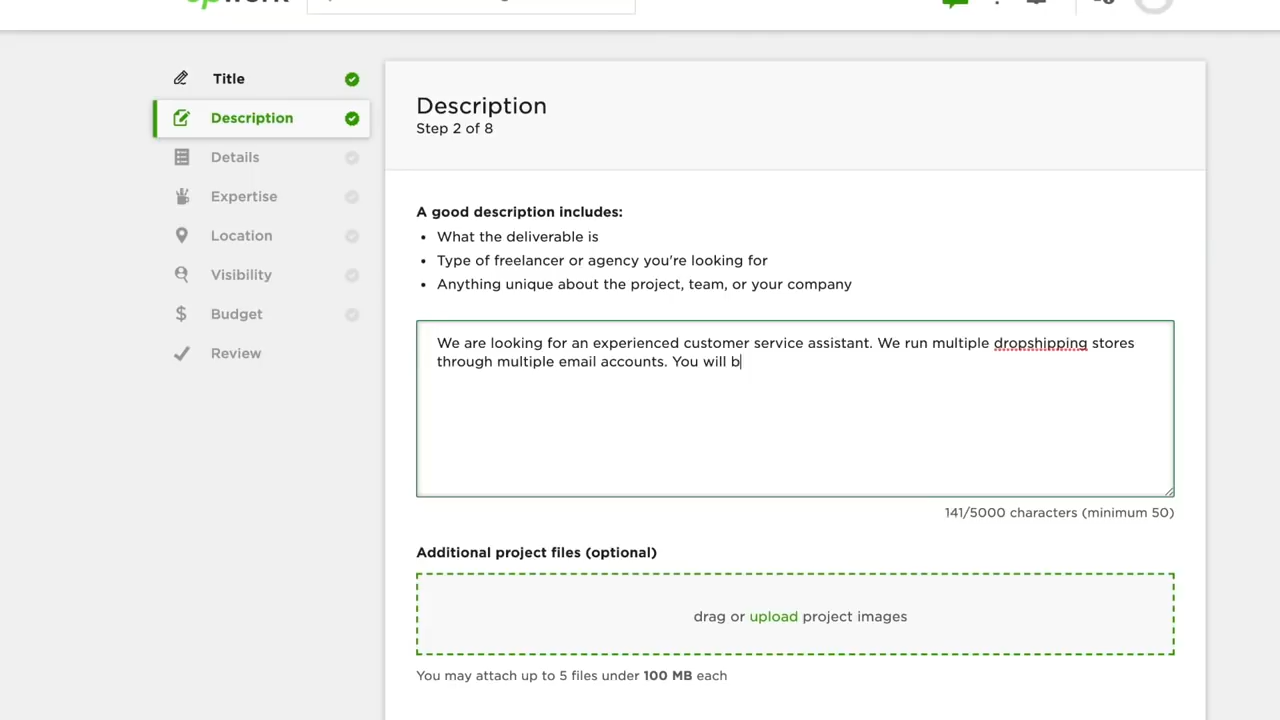 Title
Description
Details
Expertise
Location
Visibility
Budget
Review
Description
Step 2 of 8
A good description includes:
What the deliverable is
Type of freelancer or agency you're looking for
Anything unique about the project, team, or your company
We are looking for an experienced customer service assistant. We run multiple dropshipping stores
through multiple email accounts. You will b
141/5000 characters (minimum 50)
Additional project files (optional)
drag or upload project images
You may attach up to 5 files under 100 MB each